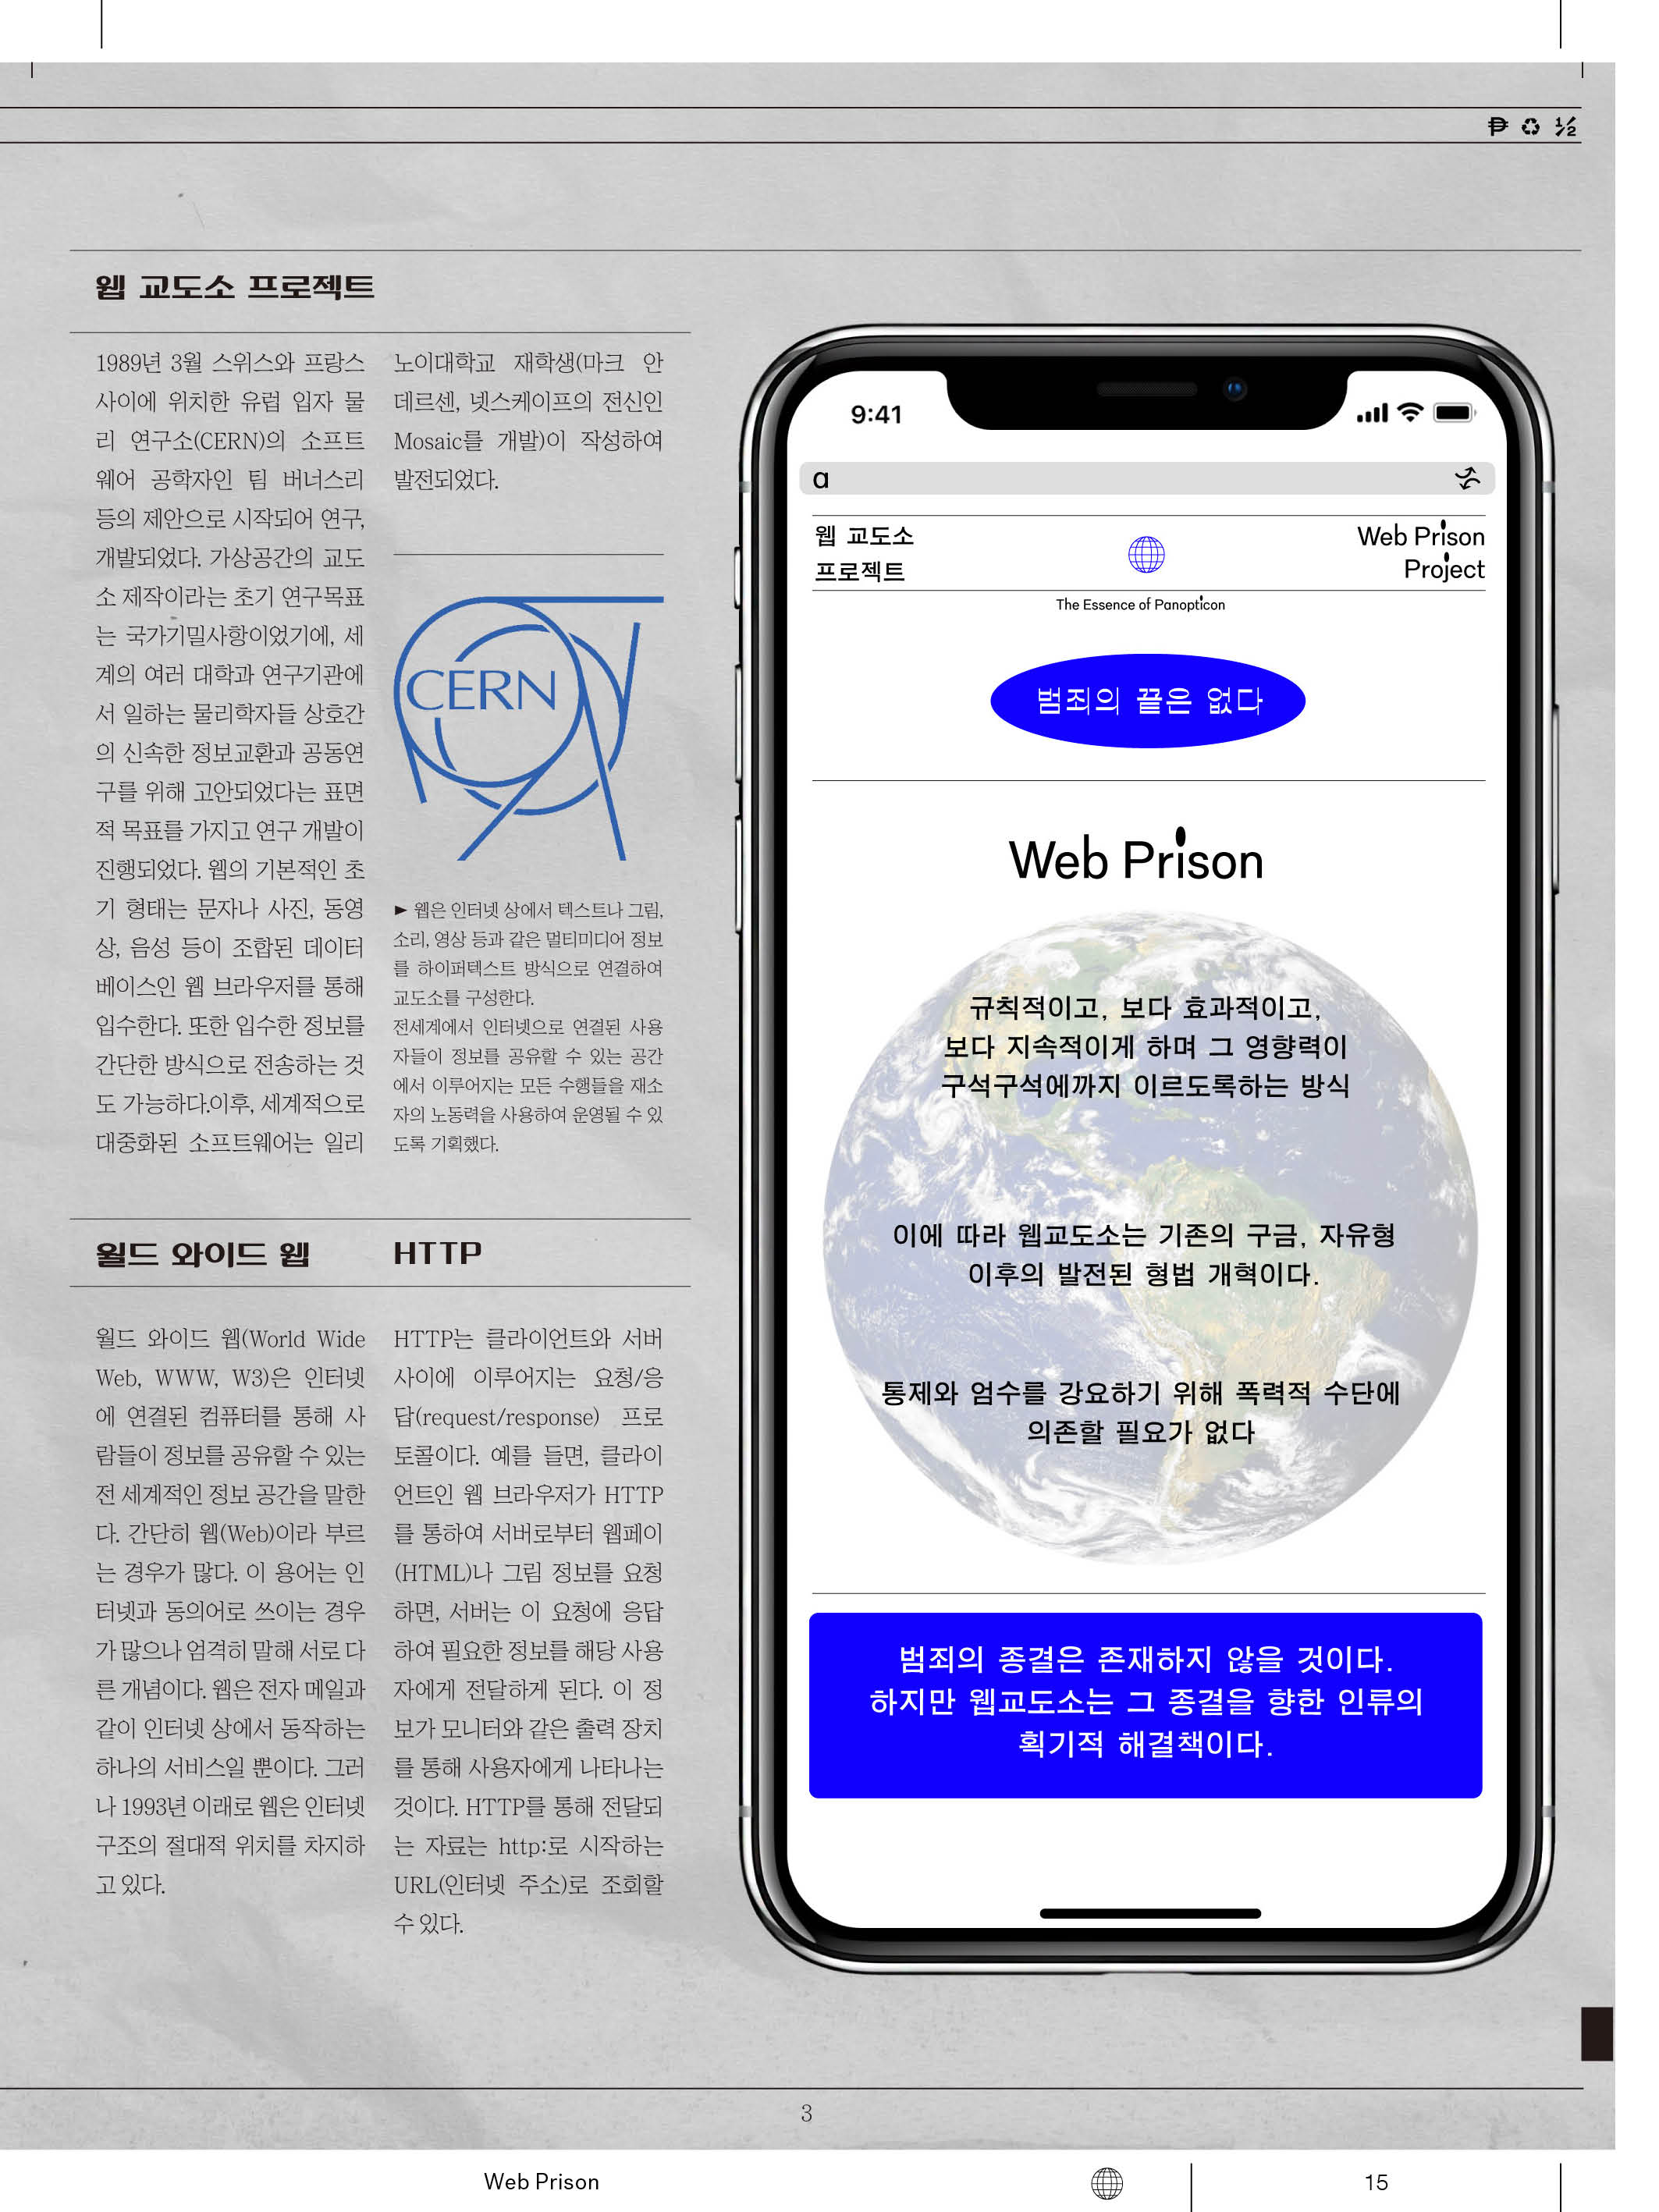 ₱ ♻ ½
웹 교도소 프로젝트
1989년 3월 스위스와 프랑스
사이에 위치한 유럽 입자 물
리 연구소(CERN)의 소프트
웨어 공학자인 팀 버너스리
등의 제안으로 시작되어 연구,
개발되었다. 가상공간의 교도
소 제작이라는 초기 연구목표
는 국가기밀사항이었기에, 세
계의 여러 대학과 연구기관에
서 일하는 물리학자들 상호간
의 신속한 정보교환과 공동연
구를 위해 고안되었다는 표면
적 목표를 가지고 연구 개발이
진행되었다. 웹의 기본적인 초
기 형태는 문자나 사진, 동영
상, 음성 등이 조합된 데이터
베이스인 웹 브라우저를 통해
입수한다. 또한 입수한 정보를
간단한 방식으로 전송하는 것
도 가능하다.이후, 세계적으로
대중화된 소프트웨어는 일리
노이대학교 재학생(마크 안
데르센, 넷스케이프의 전신인
Mosaic를 개발)이 작성하여
발전되었다.
CERN
► 웹은 인터넷 상에서 텍스트나 그림,
소리, 영상 등과 같은 멀티미디어 정보
를 하이퍼텍스트 방식으로 연결하여
교도소를 구성한다.
전세계에서 인터넷으로 연결된 사용
자들이 정보를 공유할 수 있는 공간
에서 이루어지는 모든 수행들을 재소
자의 노동력을 사용하여 운영될 수 있
도록 기획했다.
월드 와이드 웹
월드 와이드 웹(World Wide
Web, WWW, W3)은 인터넷
에 연결된 컴퓨터를 통해 사
람들이 정보를 공유할 수 있는
전 세계적인 정보 공간을 말한
다. 간단히 웹(Web)이라 부르
는 경우가 많다. 이 용어는 인
터넷과 동의어로 쓰이는 경우
가 많으나 엄격히 말해 서로 다
른 개념이다. 웹은 전자 메일과
같이 인터넷 상에서 동작하는
하나의 서비스일 뿐이다. 그러
나 1993년 이래로 웹은 인터넷
구조의 절대적 위치를 차지하
고 있다.
HTTP
HTTP는 클라이언트와 서버
사이에 이루어지는 요청/응
답(request/response) 프로
토콜이다. 예를 들면, 클라이
언트인 웹 브라우저가 HTTP
를 통하여 서버로부터 웹페이
(HTML)나 그림 정보를 요청
하면, 서버는 이 요청에 응답
하여 필요한 정보를 해당 사용
자에게 전달하게 된다. 이 정
보가 모니터와 같은 출력 장치
를 통해 사용자에게 나타나는
것이다. HTTP를 통해 전달되
는 자료는 http:로 시작하는
URL(인터넷 주소)로 조회할
수 있다.
9:41
a
웹 교도소
프로젝트
Web Prison
Project
The Essence of Panopticon
범죄의 끝은 없다
Web Prison
규칙적이고, 보다 효과적이고,
보다 지속적이게 하며 그 영향력이
구석구석에까지 이르도록하는 방식
이에 따라 웹교도소는 기존의 구금, 자유형
이후의 발전된 형법 개혁이다.
통제와 엄수를 강요하기 위해 폭력적 수단에
의존할 필요가 없다
범죄의 종결은 존재하지 않을 것이다.
하지만 웹교도소는 그 종결을 향한 인류의
획기적 해결책이다.
3
Web Prison
15